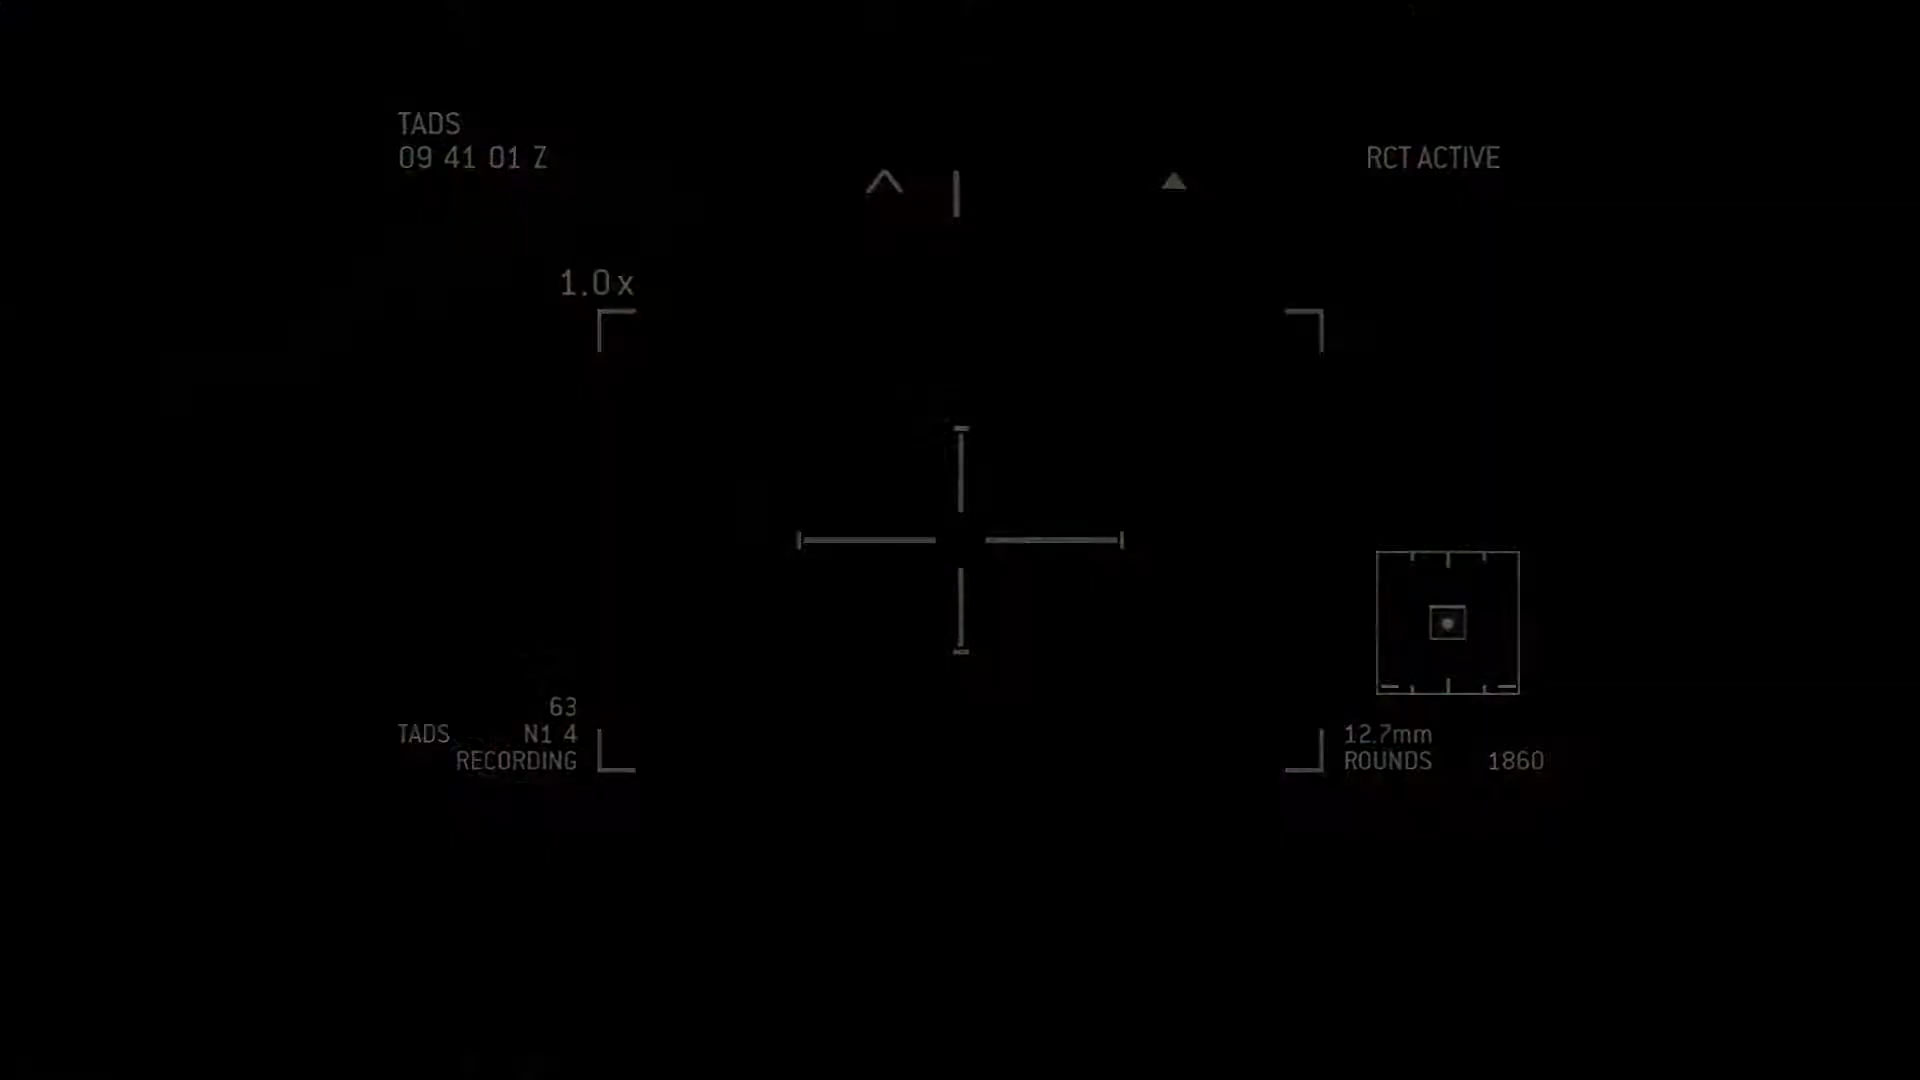 TADS
09 41 01 Z
RCT ACTIVE
1.0x
63
TADS N1 4
RECORDING
12.7mm
ROUNDS 1860